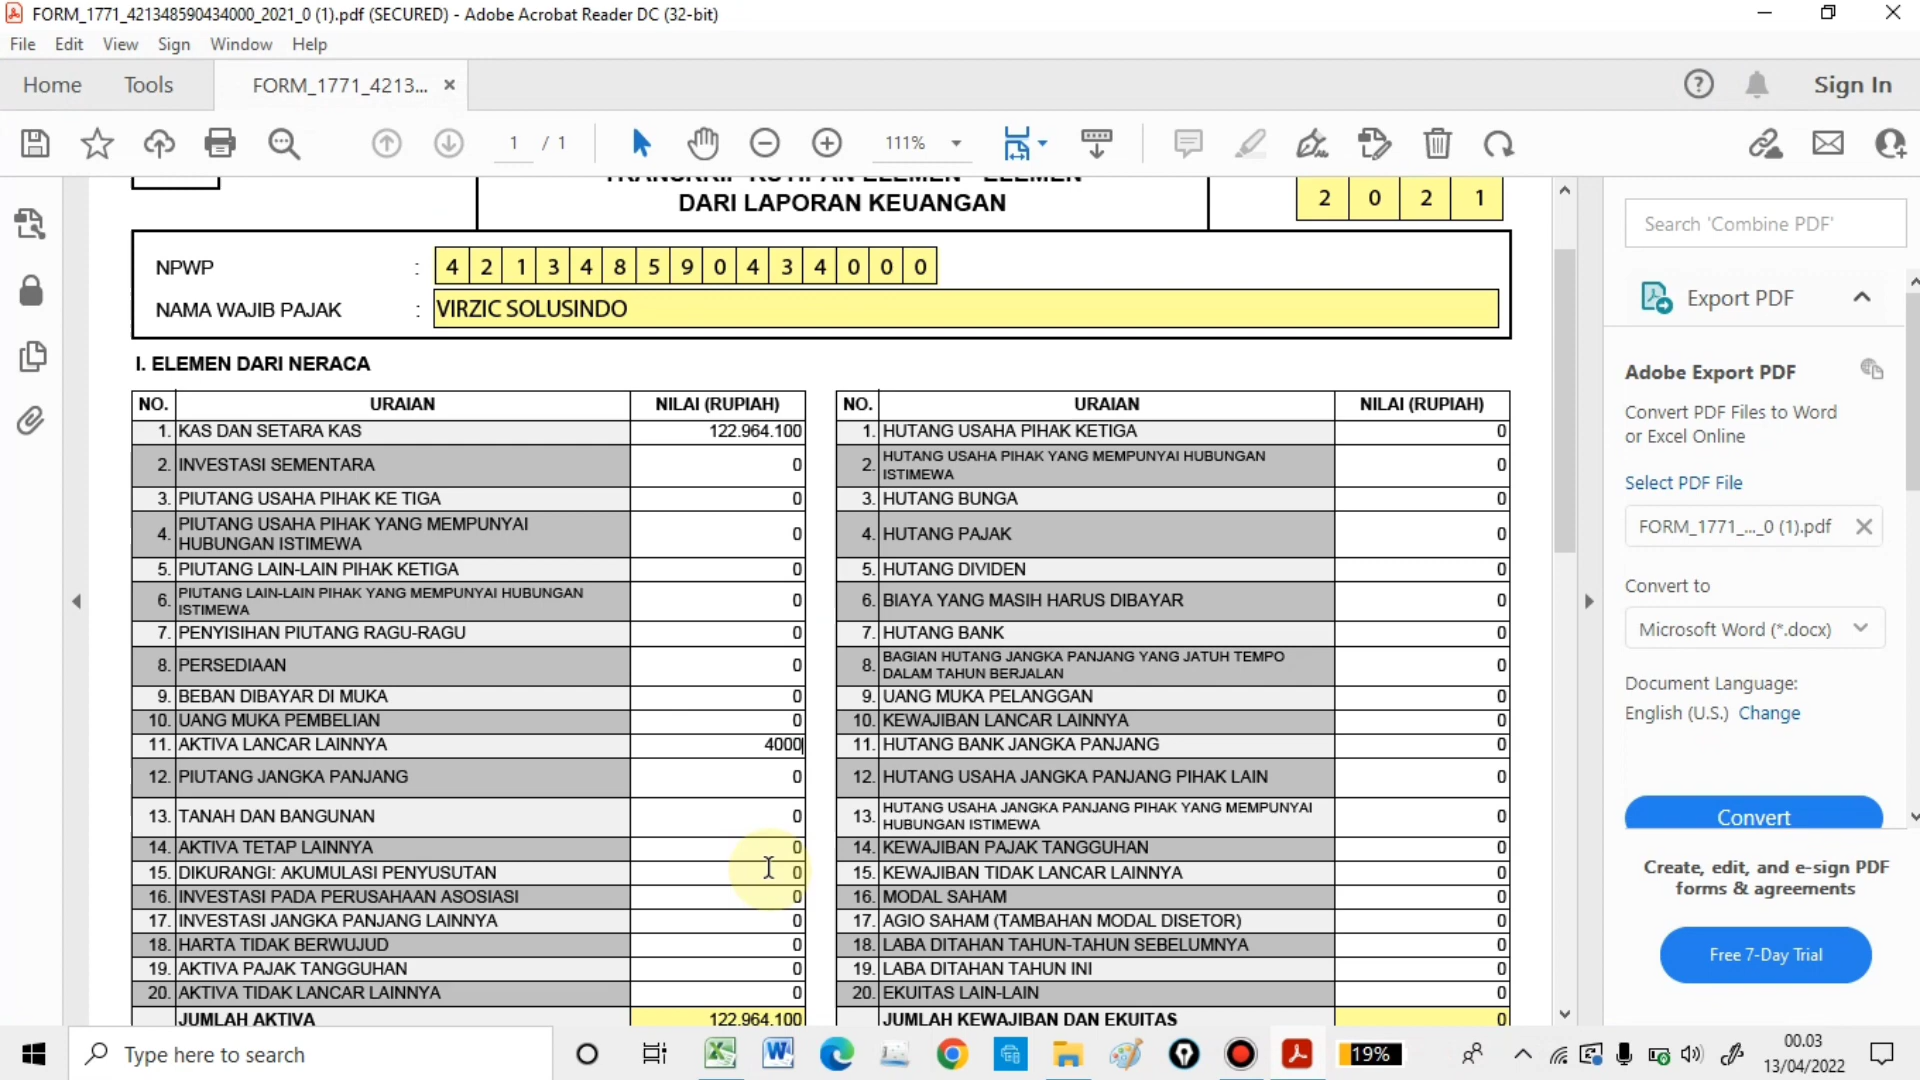 FORM_1771_421348590434000_2021_0 (1).pdf (SECURED) - Adobe Acrobat Reader DC (32-bit)
File Edit View Sign Window Help
Home Tools FORM_1771_4213... × Sign In
1 / 1 111%
DARI LAPORAN KEUANGAN
2 0 2 1
NPWP : 4 2 1 3 4 8 5 9 0 4 3 4 0 0 0
NAMA WAJIB PAJAK : VIRZIC SOLUSINDO
I. ELEMEN DARI NERACA
NO. URAIAN NILAI (RUPIAH)
1. KAS DAN SETARA KAS 122.964.100
2. INVESTASI SEMENTARA 0
3. PIUTANG USAHA PIHAK KE TIGA 0
4. PIUTANG USAHA PIHAK YANG MEMPUNYAI
HUBUNGAN ISTIMEWA 0
5. PIUTANG LAIN-LAIN PIHAK KETIGA 0
6. PIUTANG LAIN-LAIN PIHAK YANG MEMPUNYAI HUBUNGAN
ISTIMEWA 0
7. PENYISIHAN PIUTANG RAGU-RAGU 0
8. PERSEDIAAN 0
9. BEBAN DIBAYAR DI MUKA 0
10. UANG MUKA PEMBELIAN 0
11. AKTIVA LANCAR LAINNYA 4000
12. PIUTANG JANGKA PANJANG 0
13. TANAH DAN BANGUNAN 0
14. AKTIVA TETAP LAINNYA 0
15. DIKURANGI: AKUMULASI PENYUSUTAN 0
16. INVESTASI PADA PERUSAHAAN ASOSIASI 0
17. INVESTASI JANGKA PANJANG LAINNYA 0
18. HARTA TIDAK BERWUJUD 0
19. AKTIVA PAJAK TANGGUHAN 0
20. AKTIVA TIDAK LANCAR LAINNYA 0
JUMLAH AKTIVA 122.964.100
NO. URAIAN NILAI (RUPIAH)
1. HUTANG USAHA PIHAK KETIGA 0
2. HUTANG USAHA PIHAK YANG MEMPUNYAI HUBUNGAN
ISTIMEWA 0
3. HUTANG BUNGA 0
4. HUTANG PAJAK 0
5. HUTANG DIVIDEN 0
6. BIAYA YANG MASIH HARUS DIBAYAR 0
7. HUTANG BANK 0
8. BAGIAN HUTANG JANGKA PANJANG YANG JATUH TEMPO
DALAM TAHUN BERJALAN 0
9. UANG MUKA PELANGGAN 0
10. KEWAJIBAN LANCAR LAINNYA 0
11. HUTANG BANK JANGKA PANJANG 0
12. HUTANG USAHA JANGKA PANJANG PIHAK LAIN 0
13. HUTANG USAHA JANGKA PANJANG PIHAK YANG MEMPUNYAI
HUBUNGAN ISTIMEWA 0
14. KEWAJIBAN PAJAK TANGGUHAN 0
15. KEWAJIBAN TIDAK LANCAR LAINNYA 0
16. MODAL SAHAM 0
17. AGIO SAHAM (TAMBAHAN MODAL DISETOR) 0
18. LABA DITAHAN TAHUN-TAHUN SEBELUMNYA 0
19. LABA DITAHAN TAHUN INI 0
20. EKUITAS LAIN-LAIN 0
JUMLAH KEWAJIBAN DAN EKUITAS 0
Search 'Combine PDF'
Export PDF
Adobe Export PDF
Convert PDF Files to Word
or Excel Online
Select PDF File
FORM_1771_..._0 (1).pdf
Convert to
Microsoft Word (*.docx)
Document Language:
English (U.S.) Change
Convert
Create, edit, and e-sign PDF
forms & agreements
Free 7-Day Trial
Type here to search
19%
00.03
13/04/2022